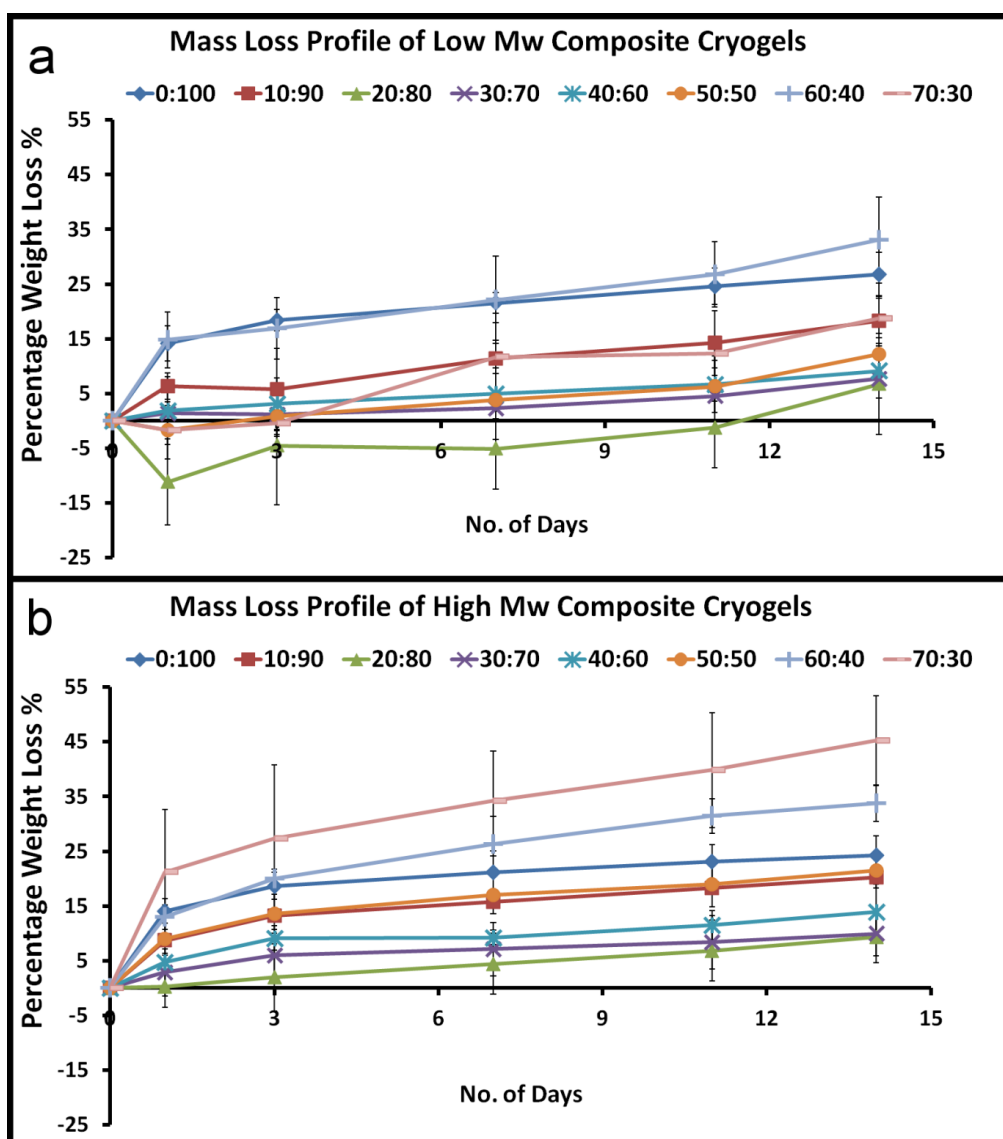 a
Mass Loss Profile of Low Mw Composite Cryogels
0:100 10:90 20:80 30:70 40:60 50:50 60:40 70:30
Percentage Weight Loss %
55
45
35
25
15
5
-5
-15
-25
0 3 6 9 12 15
No. of Days
b
Mass Loss Profile of High Mw Composite Cryogels
0:100 10:90 20:80 30:70 40:60 50:50 60:40 70:30
Percentage Weight Loss %
55
45
35
25
15
5
-5
-15
-25
0 3 6 9 12 15
No. of Days